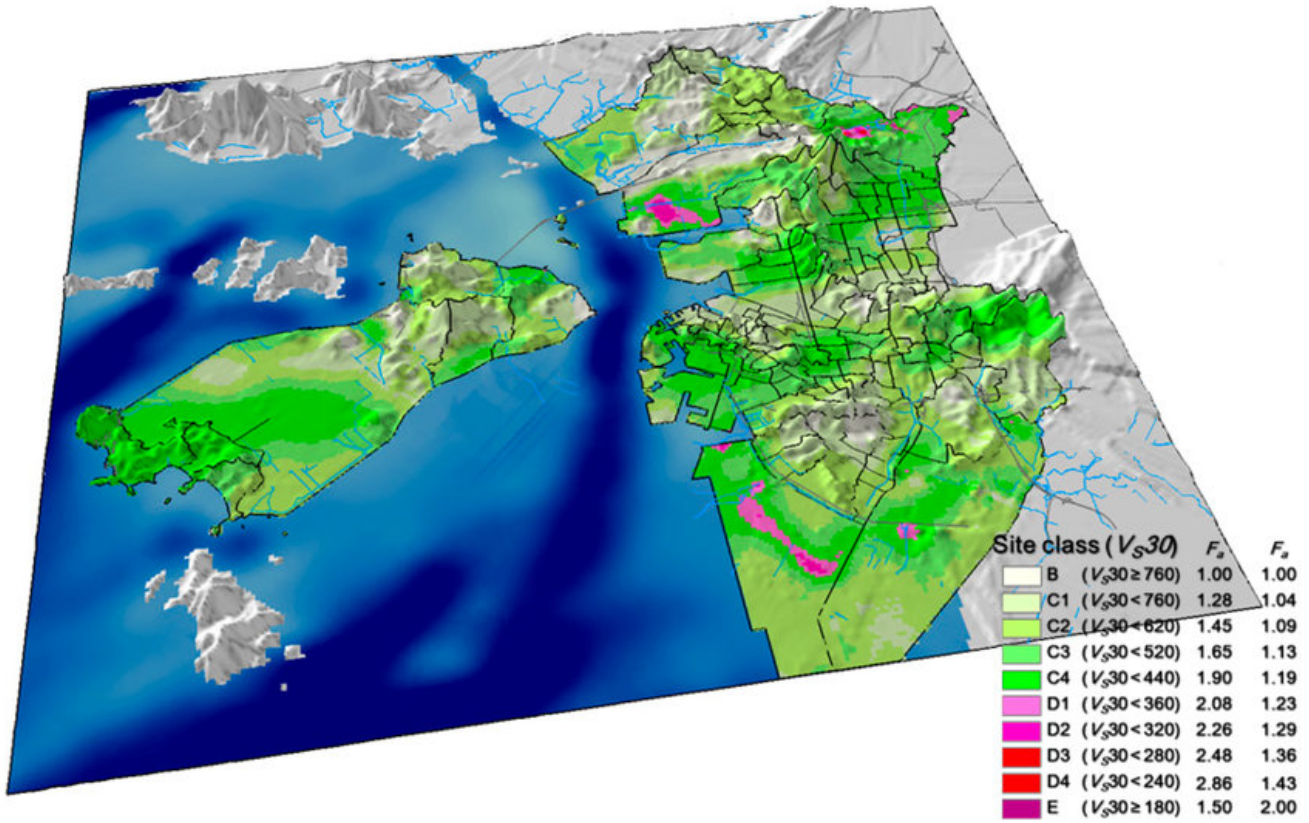 Site class (VS30) Fa Fa
B (VS30≥760) 1.00 1.00
C1 (VS30<760) 1.28 1.04
C2 (VS30<620) 1.45 1.09
C3 (VS30<520) 1.65 1.13
C4 (VS30<440) 1.90 1.19
D1 (VS30<360) 2.08 1.23
D2 (VS30<320) 2.26 1.29
D3 (VS30<280) 2.48 1.36
D4 (VS30<240) 2.86 1.43
E (VS30≥180) 1.50 2.00